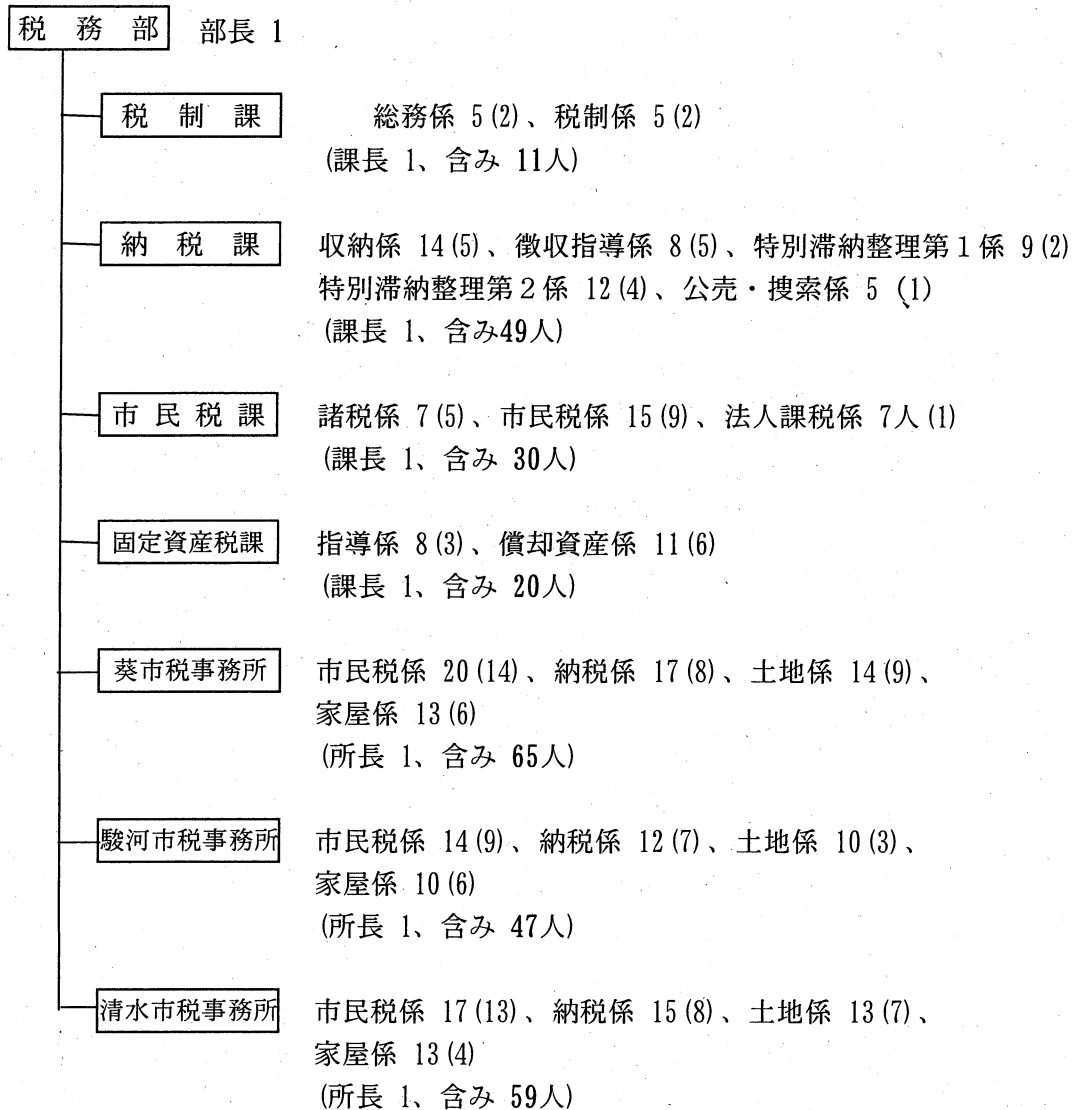 税務部 部長 1
税制課 総務係 5(2)、税制係 5(2)
(課長 1、含み 11人)
納税課 収納係 14(5)、徴収指導係 8(5)、特別滞納整理第1係 9(2)
特別滞納整理第2係 12(4)、公売・捜索係 5 (1)
(課長 1、含み49人)
市民税課 諸税係 7(5)、市民税係 15(9)、法人課税係 7人(1)
(課長 1、含み 30人)
固定資産税課 指導係 8(3)、償却資産係 11(6)
(課長 1、含み 20人)
葵市税事務所 市民税係 20(14)、納税係 17(8)、土地係 14(9)、
家屋係 13(6)
(所長 1、含み 65人)
駿河市税事務所 市民税係 14(9)、納税係 12(7)、土地係 10(3)、
家屋係 10(6)
(所長 1、含み 47人)
清水市税事務所 市民税係 17(13)、納税係 15(8)、土地係 13(7)、
家屋係 13(4)
(所長 1、含み 59人)